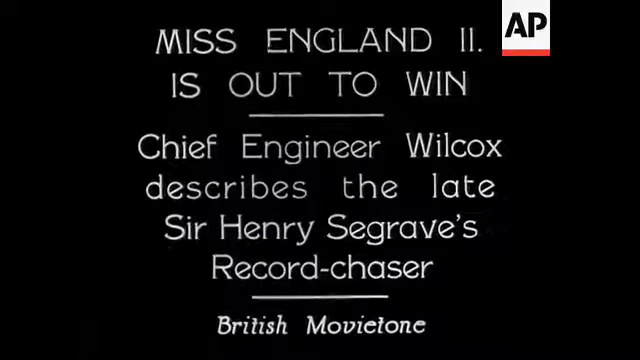 AP
MISS ENGLAND II.
IS OUT TO WIN
Chief Engineer Wilcox
describes the late
Sir Henry Segrave's
Record-chaser
British Movietone